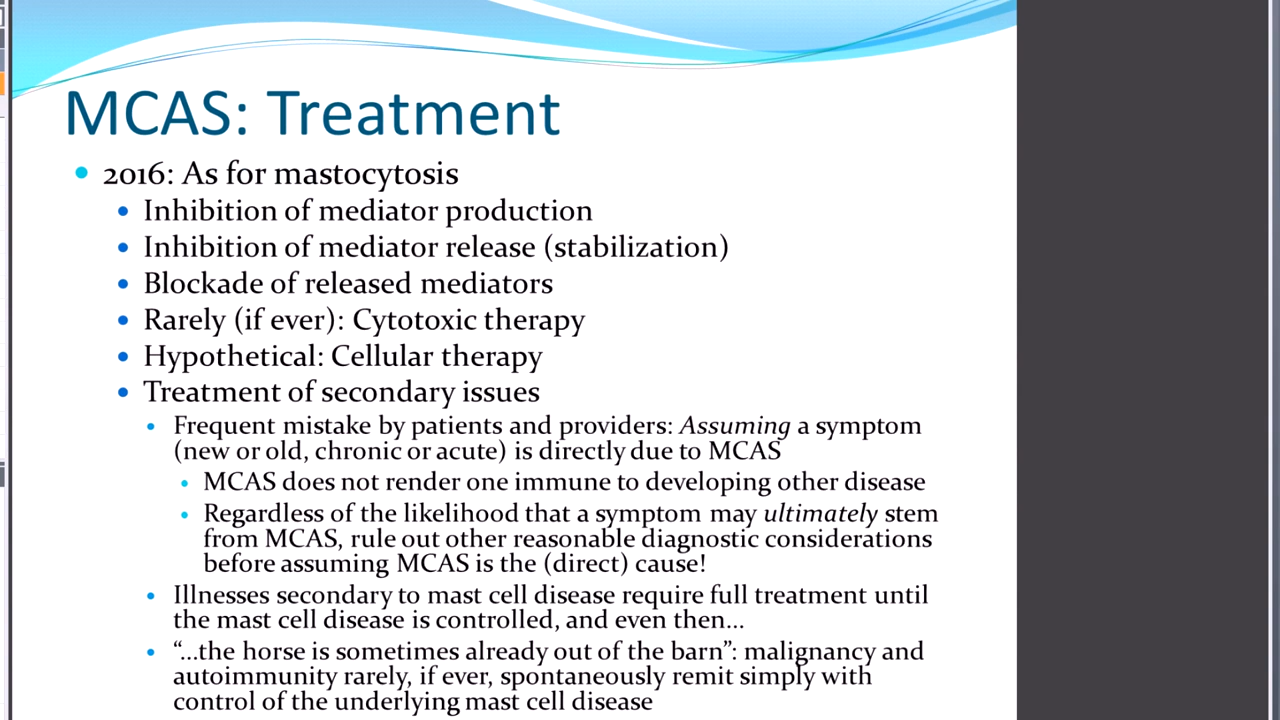 MCAS: Treatment
2016: As for mastocytosis
Inhibition of mediator production
Inhibition of mediator release (stabilization)
Blockade of released mediators
Rarely (if ever): Cytotoxic therapy
Hypothetical: Cellular therapy
Treatment of secondary issues
Frequent mistake by patients and providers: Assuming a symptom
(new or old, chronic or acute) is directly due to MCAS
MCAS does not render one immune to developing other disease
Regardless of the likelihood that a symptom may ultimately stem
from MCAS, rule out other reasonable diagnostic considerations
before assuming MCAS is the (direct) cause!
Illnesses secondary to mast cell disease require full treatment until
the mast cell disease is controlled, and even then…
“…the horse is sometimes already out of the barn”: malignancy and
autoimmunity rarely, if ever, spontaneously remit simply with
control of the underlying mast cell disease